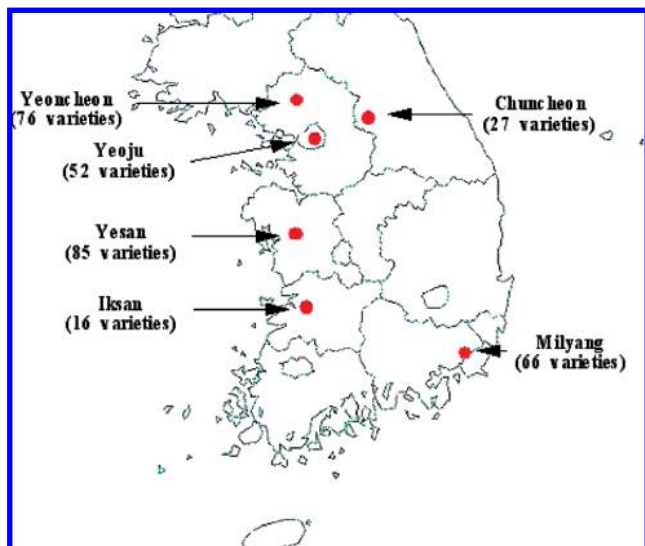 Yeoncheon
(76 varieties)
Chuncheon
(27 varieties)
Yeoju
(52 varieties)
Yesan
(85 varieties)
Iksan
(16 varieties)
Milyang
(66 varieties)